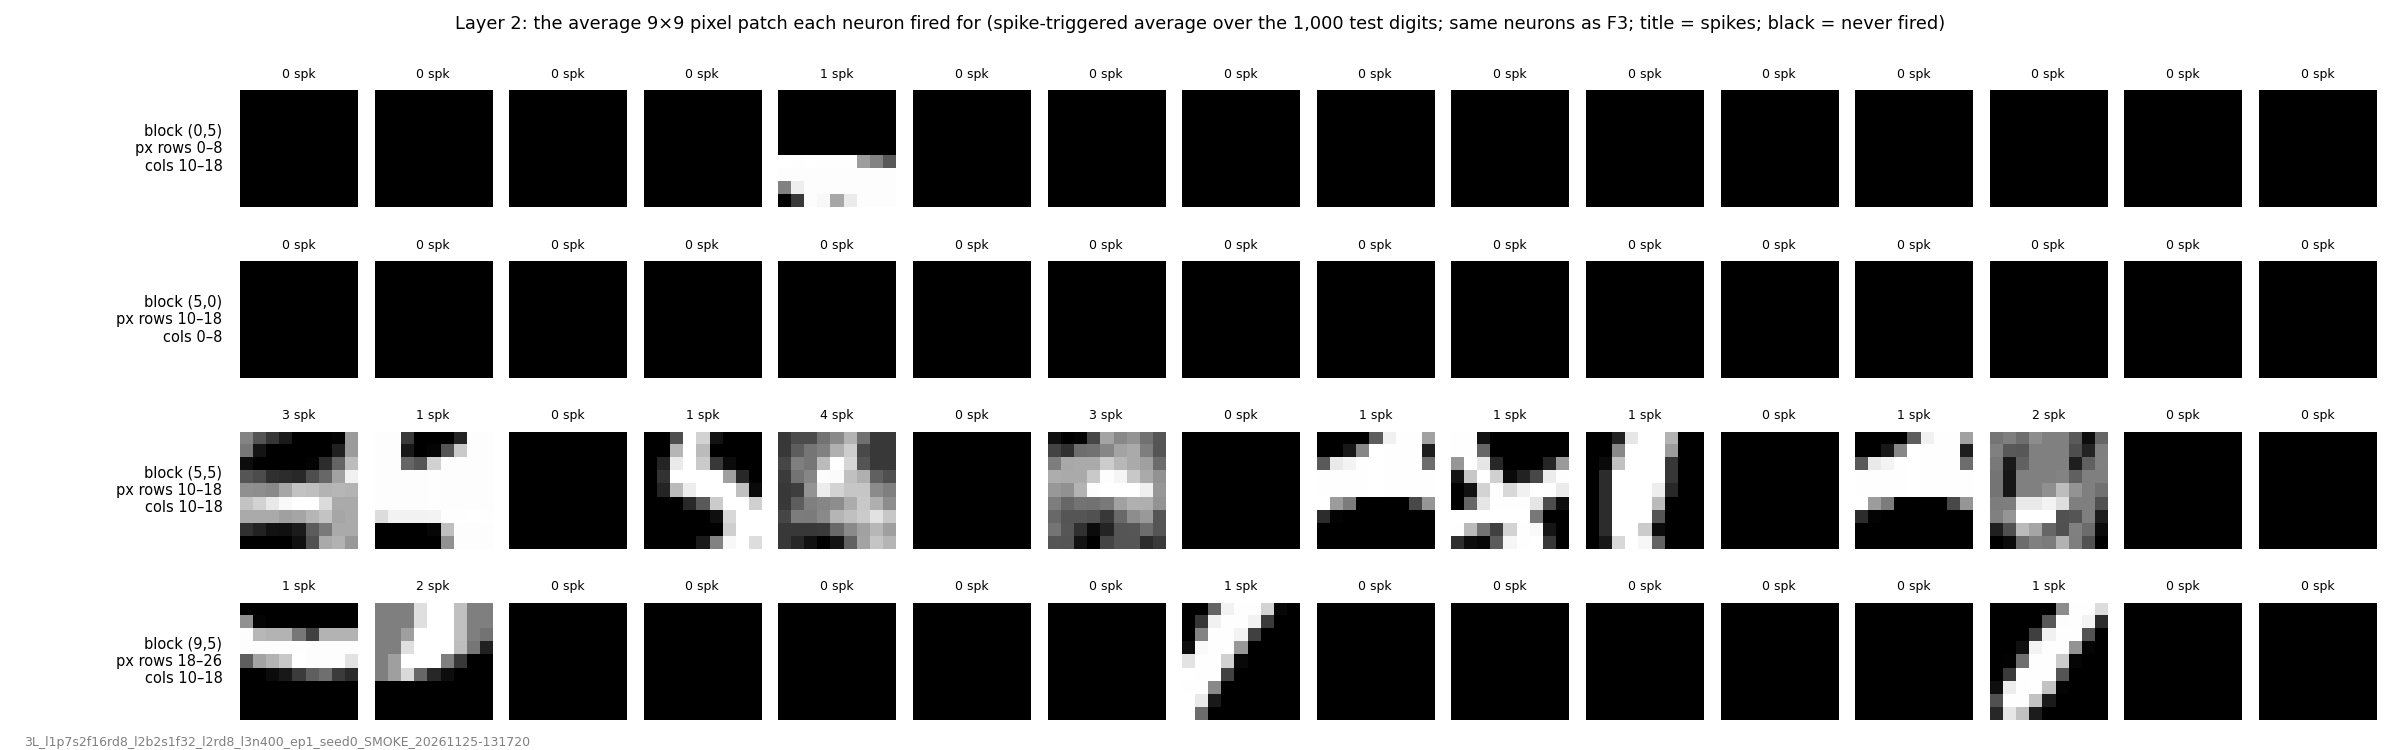 Layer 2: the average 9×9 pixel patch each neuron fired for (spike-triggered average over the 1,000 test digits; same neurons as F3; title = spikes; black = never fired)
0 spk 0 spk 0 spk 0 spk 1 spk 0 spk 0 spk 0 spk 0 spk 0 spk 0 spk 0 spk 0 spk 0 spk 0 spk 0 spk
block (0,5)
px rows 0–8
cols 10–18
0 spk 0 spk 0 spk 0 spk 0 spk 0 spk 0 spk 0 spk 0 spk 0 spk 0 spk 0 spk 0 spk 0 spk 0 spk 0 spk
block (5,0)
px rows 10–18
cols 0–8
3 spk 1 spk 0 spk 1 spk 4 spk 0 spk 3 spk 0 spk 1 spk 1 spk 1 spk 0 spk 1 spk 2 spk 0 spk 0 spk
block (5,5)
px rows 10–18
cols 10–18
1 spk 2 spk 0 spk 0 spk 0 spk 0 spk 0 spk 1 spk 0 spk 0 spk 0 spk 0 spk 0 spk 1 spk 0 spk 0 spk
block (9,5)
px rows 18–26
cols 10–18
3L_l1p7s2f16rd8_l2b2s1f32_l2rd8_l3n400_ep1_seed0_SMOKE_20261125-131720